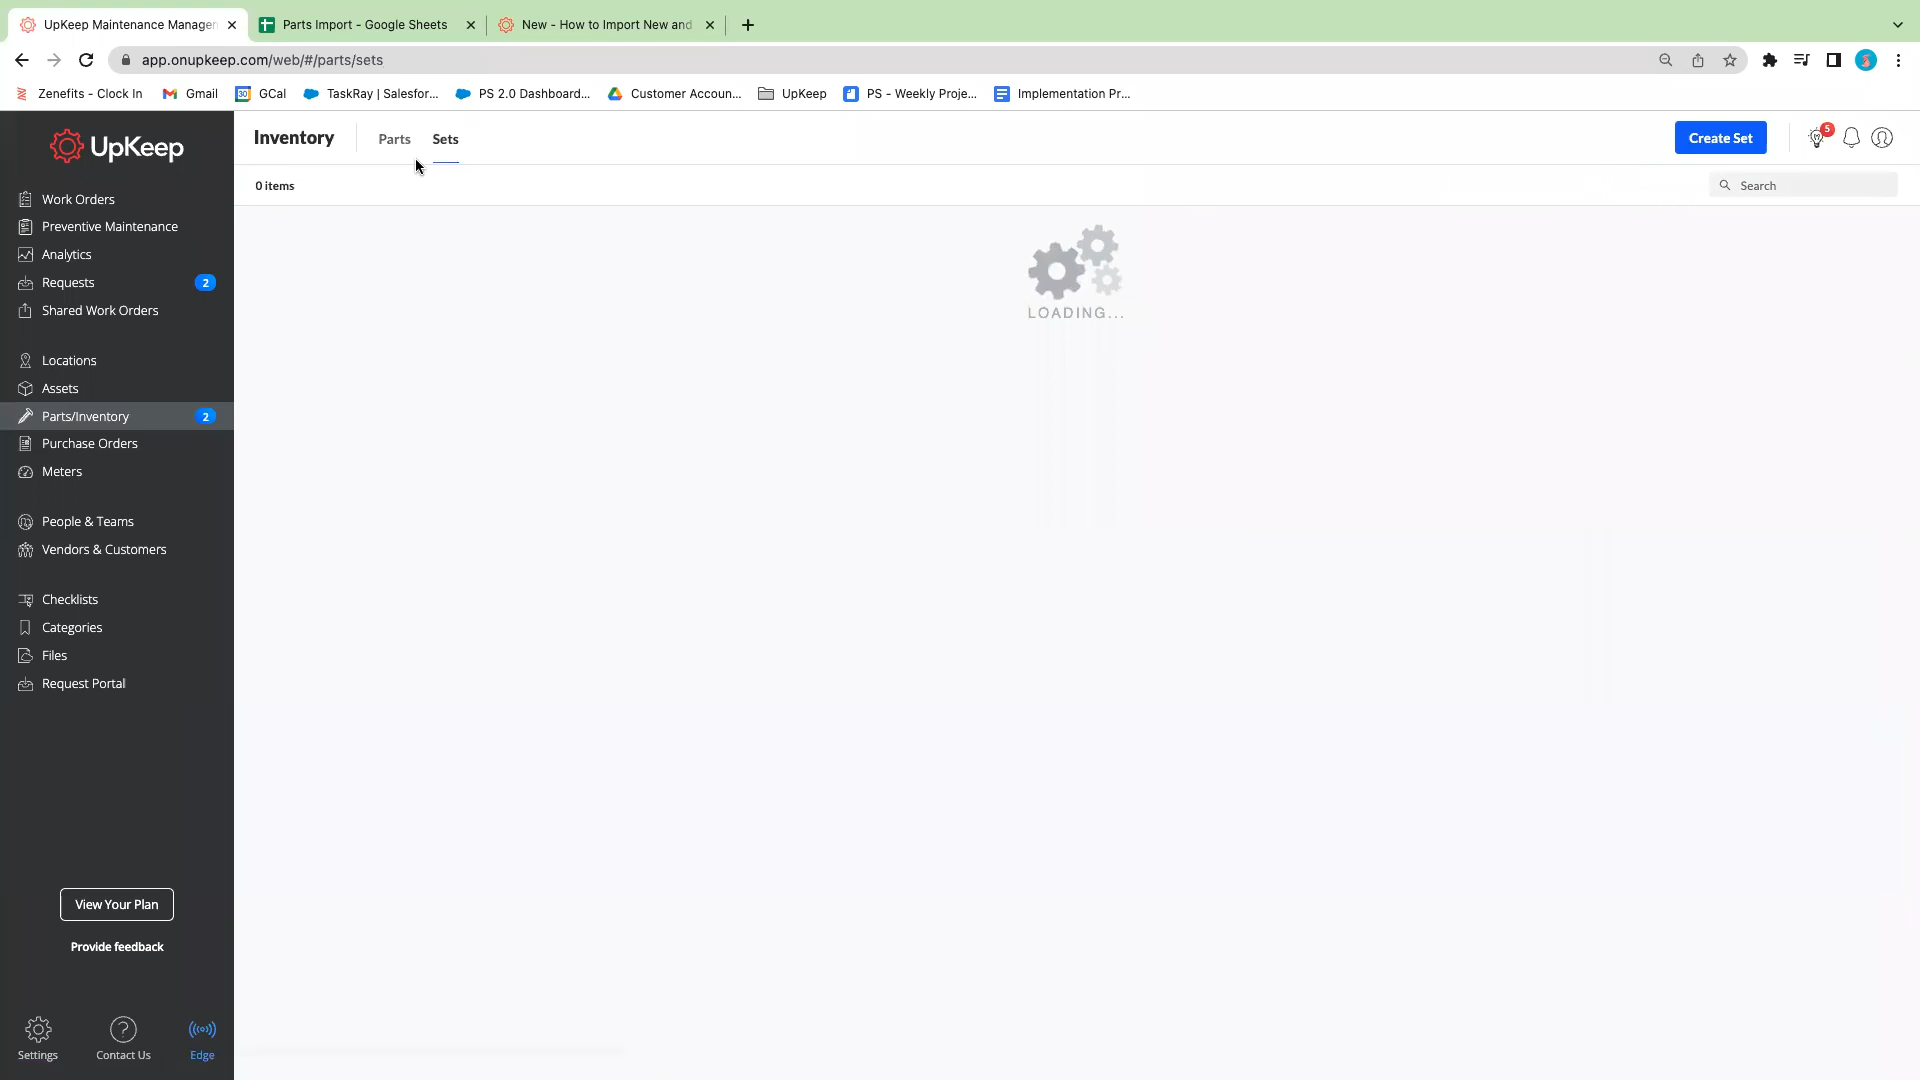 UpKeep Maintenance Manager
Parts Import - Google Sheets
New - How to Import New and
app.onupkeep.com/web/#/parts/sets
Zenefits - Clock In
Gmail
30
GCal
TaskRay | Salesfor...
PS 2.0 Dashboard...
Customer Accoun...
UpKeep
PS - Weekly Proje...
Implementation Pr...
UpKeep
Inventory
Parts
Sets
Create Set
5
0 items
Search
Work Orders
Preventive Maintenance
Analytics
Requests
2
Shared Work Orders
Locations
Assets
Parts/Inventory
2
Purchase Orders
Meters
People & Teams
Vendors & Customers
Checklists
Categories
Files
Request Portal
LOADING...
View Your Plan
Provide feedback
Settings
Contact Us
Edge